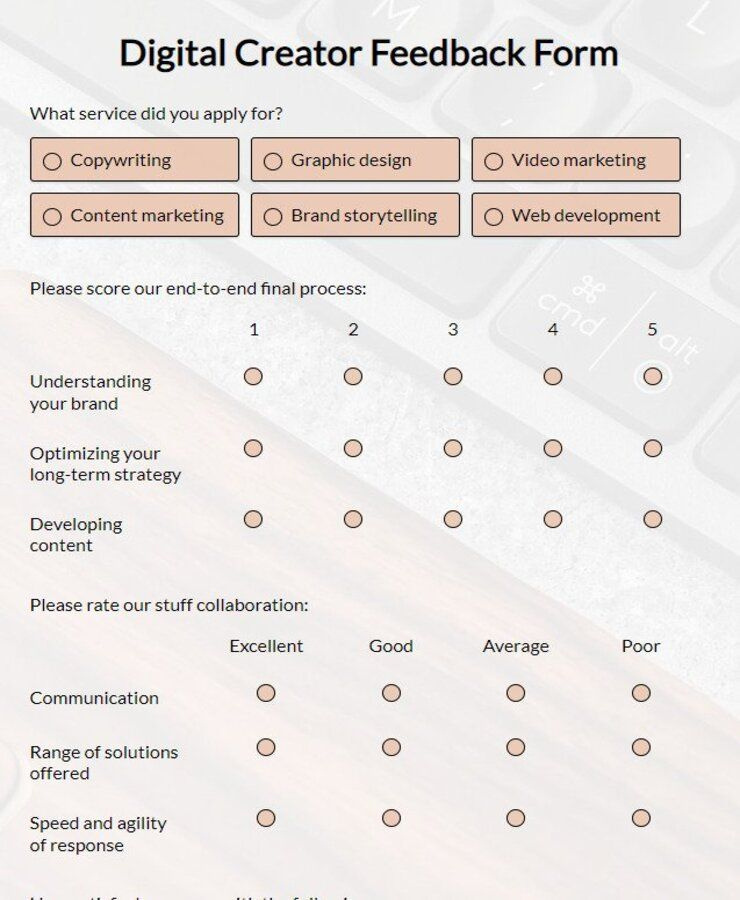 Digital Creator Feedback Form
What service did you apply for?
Copywriting Graphic design Video marketing
Content marketing Brand storytelling Web development
Please score our end-to-end final process:
1 2 3 4 5
Understanding
your brand
Optimizing your
long-term strategy
Developing
content
Please rate our stuff collaboration:
Excellent Good Average Poor
Communication
Range of solutions
offered
Speed and agility
of response
M
L
cmd
alt